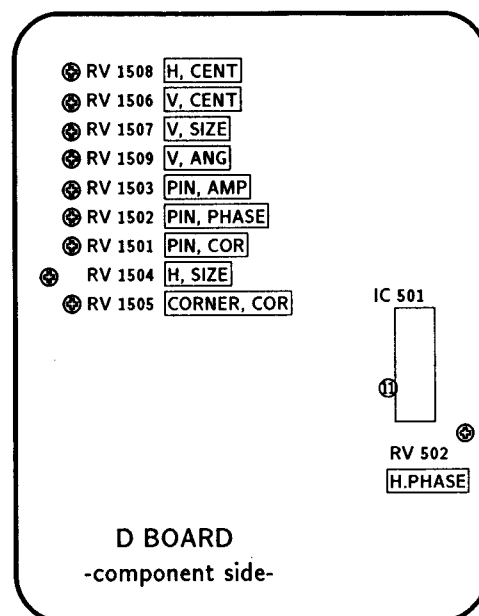 RV 1508 H, CENT
RV 1506 V, CENT
RV 1507 V, SIZE
RV 1509 V, ANG
RV 1503 PIN, AMP
RV 1502 PIN, PHASE
RV 1501 PIN, COR
RV 1504 H, SIZE
RV 1505 CORNER, COR
IC 501
11
RV 502
H.PHASE
D BOARD
-component side-